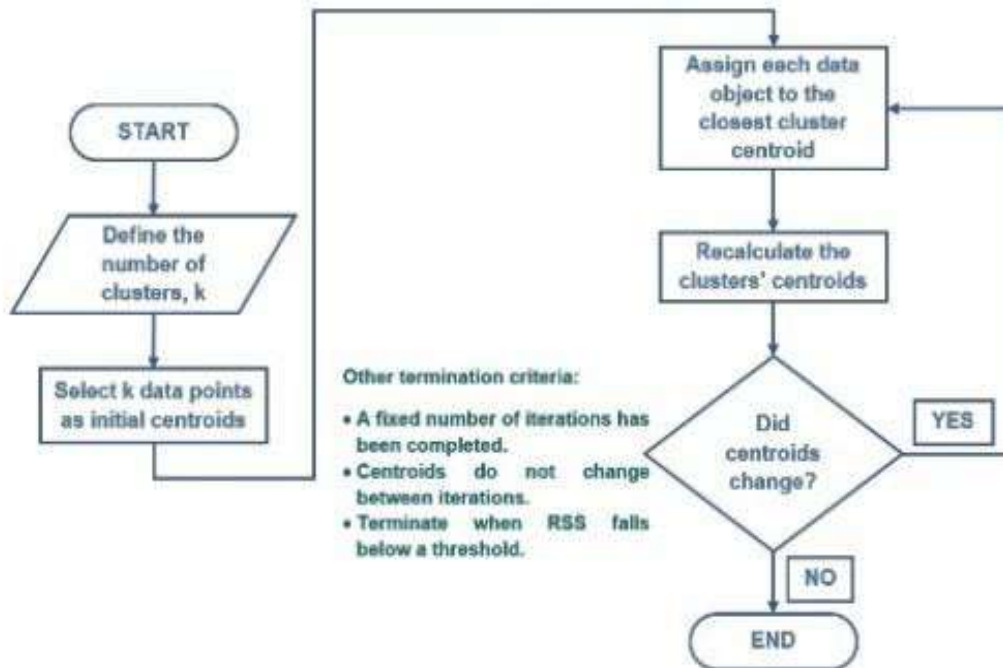 START
Define the
number of
clusters, k
Select k data points
as initial centroids
Assign each data
object to the
closest cluster
centroid
Recalculate the
clusters' centroids
Did
centroids
change?
YES
NO
END
Other termination criteria:
• A fixed number of iterations has
been completed.
• Centroids do not change
between iterations.
• Terminate when RSS falls
below a threshold.